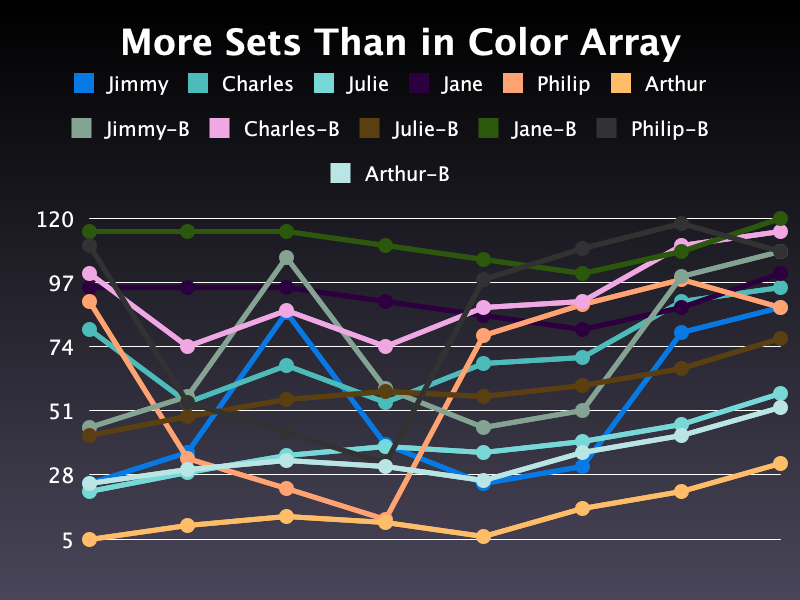 More Sets Than in Color Array
Jimmy Charles Julie Jane Philip Arthur
Jimmy-B Charles-B Julie-B Jane-B Philip-B
Arthur-B
120
97
74
51
28
5